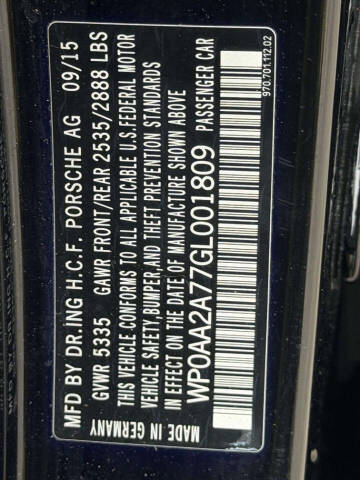 MFD BY DR.ING H.C.F. PORSCHE AG 09/15
GVWR 5335 GAWR FRONT/REAR 2535/2888 LBS
THIS VEHICLE CONFORMS TO ALL APPLICABLE U.S.FEDERAL MOTOR
VEHICLE SAFETY,BUMPER,AND THEFT PREVENTION STANDARDS
IN EFFECT ON THE DATE OF MANUFACTURE SHOWN ABOVE
WP0AA2A77GL001809 PASSENGER CAR
MADE IN GERMANY
970.701.112.02